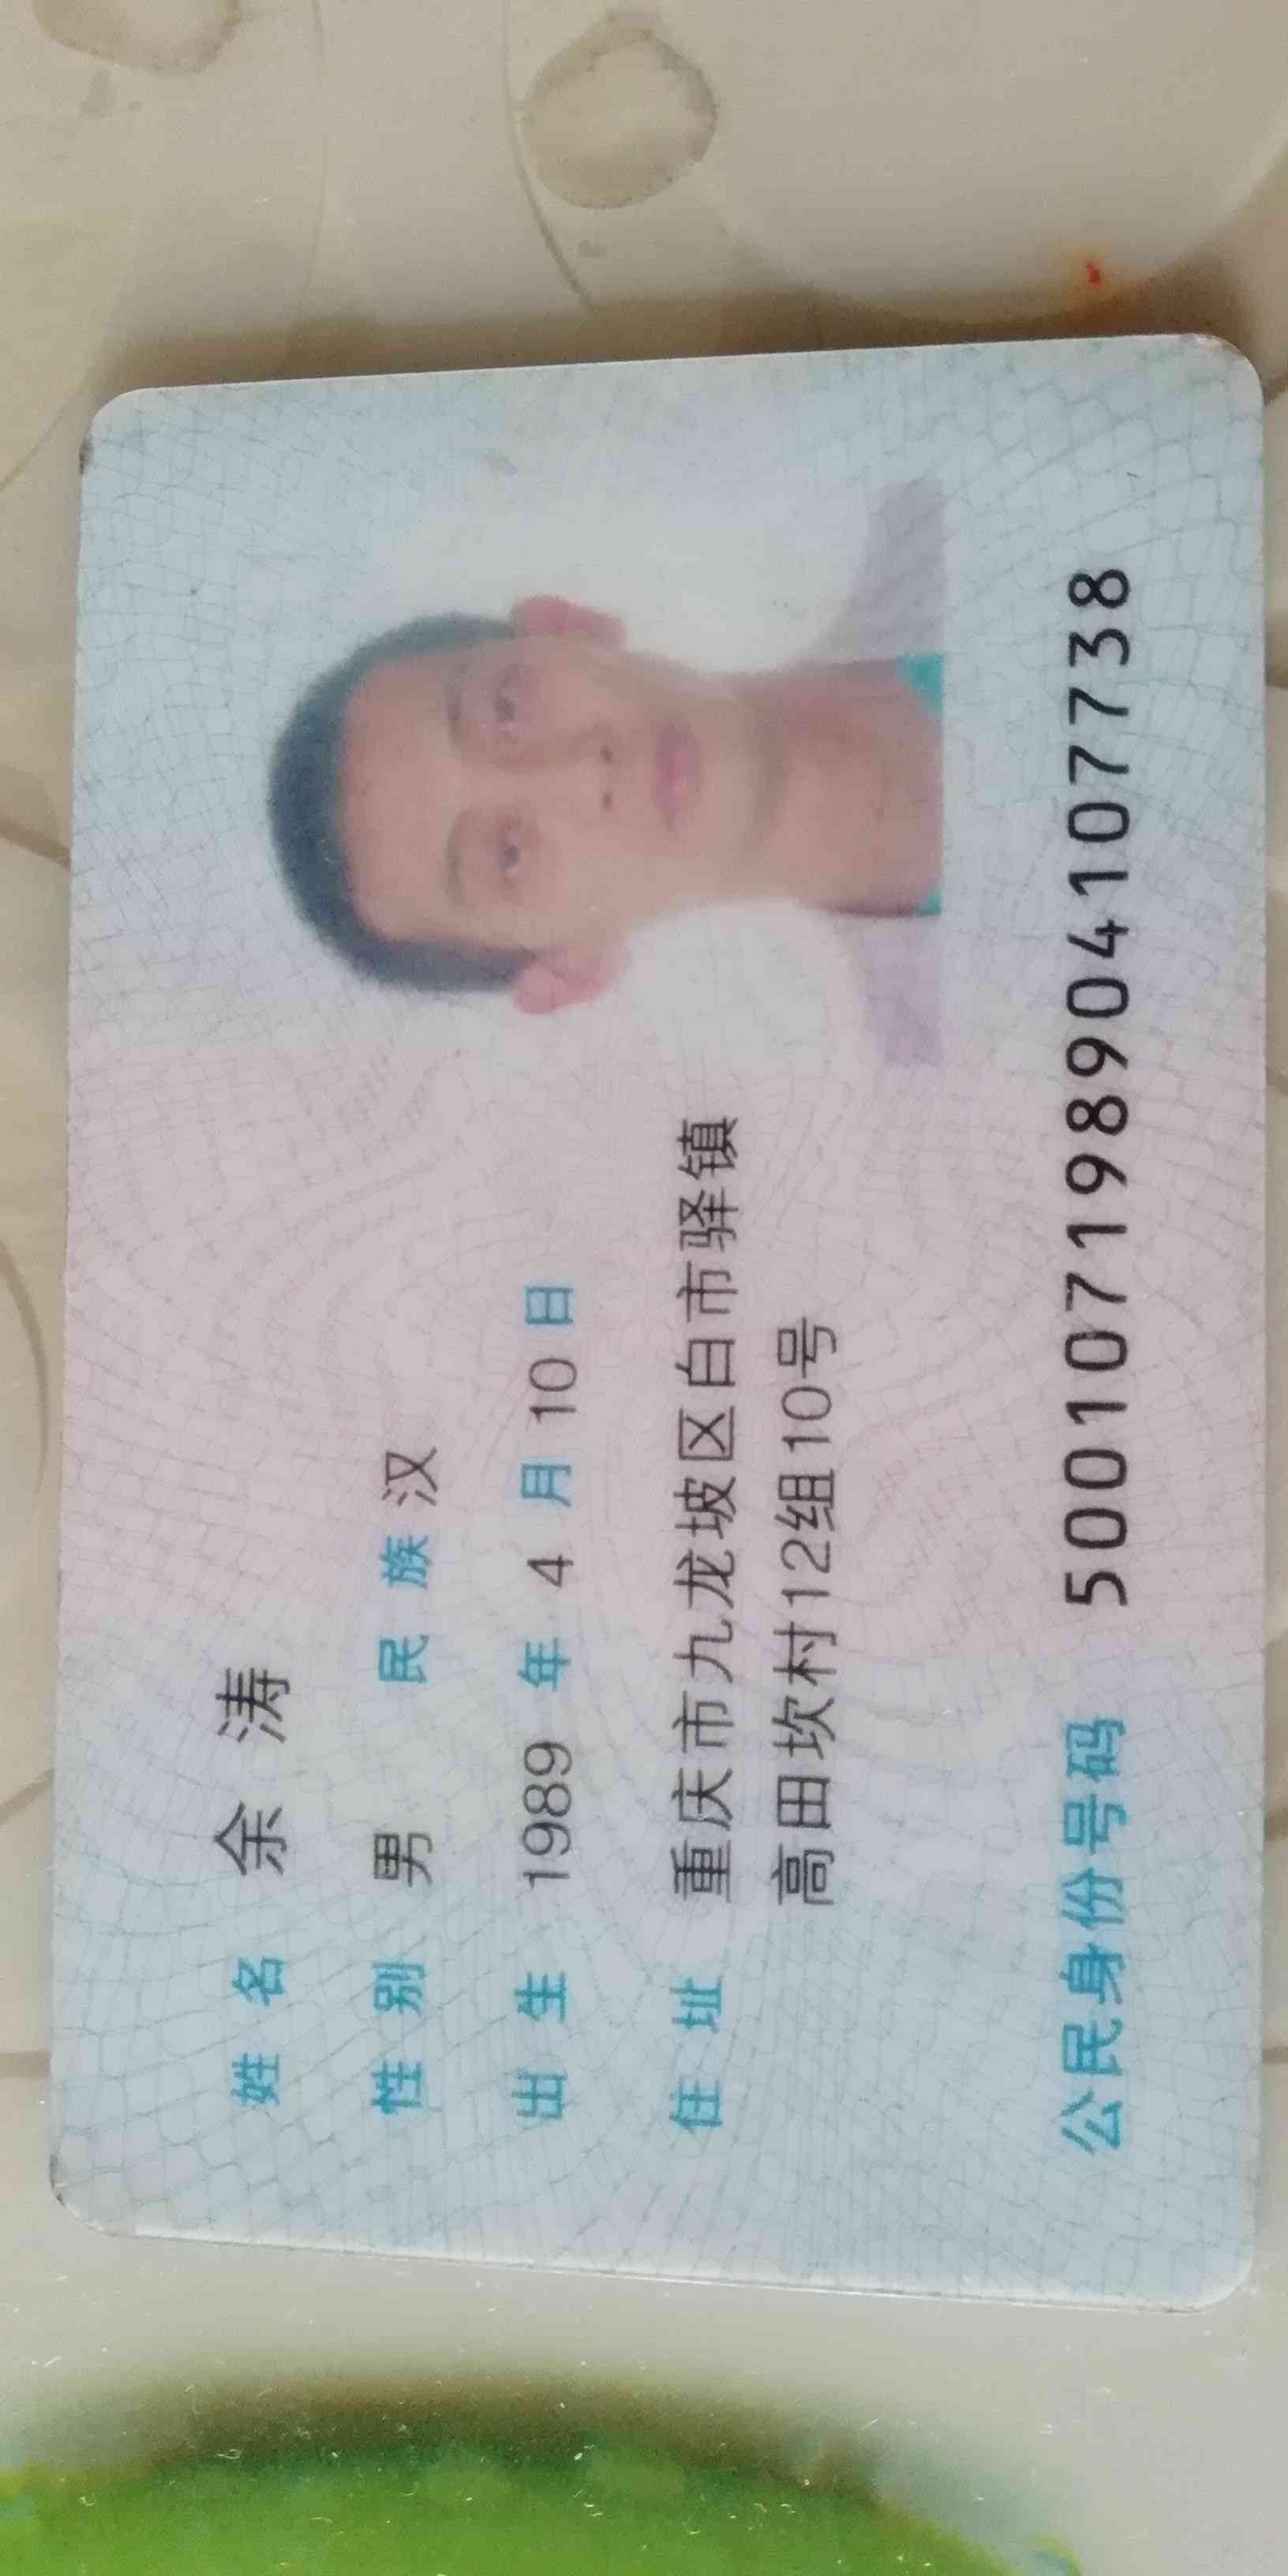 姓名 余涛
性别 男 民族 汉
出生 1989 年 4 月 10 日
住址 重庆市九龙坡区白市驿镇
高田坎村12组10号
公民身份号码 500107198904107738